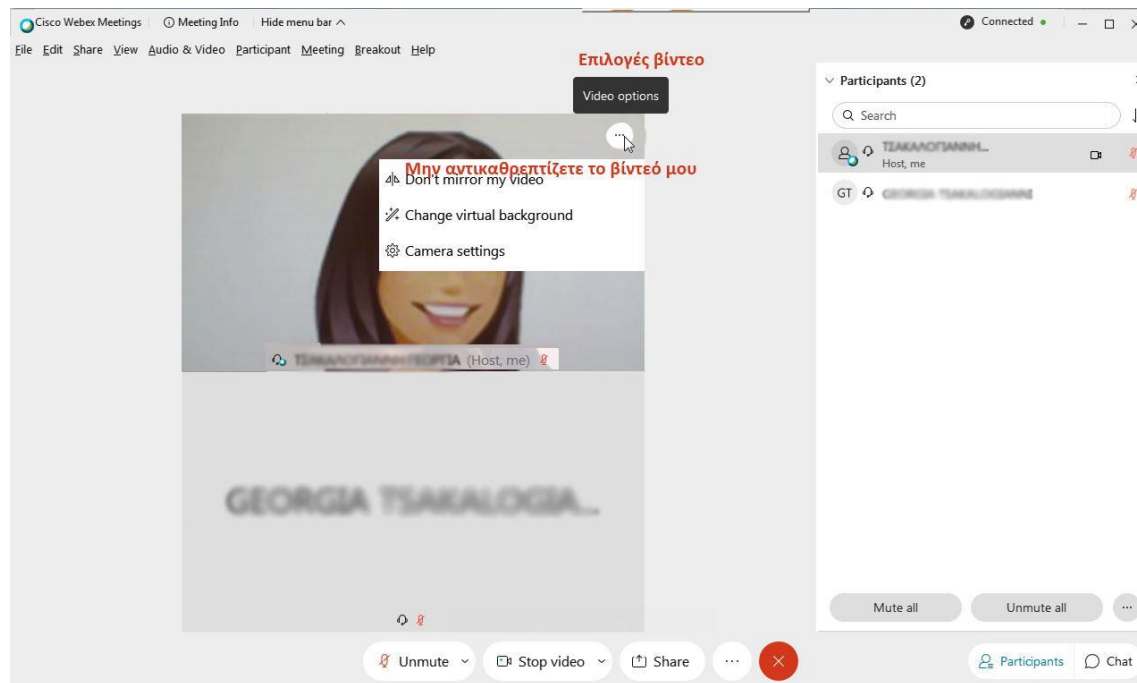 Cisco Webex Meetings
Meeting Info
Hide menu bar
Connected
File Edit Share View Audio & Video Participant Meeting Breakout Help
Επιλογές βίντεο
Video options
Μην αντικαθρεπτίζετε το βίντεό μου
Don't mirror my video
Change virtual background
Camera settings
(Host, me)
Participants (2)
Search
Host, me
GT
GEORGIA TSAKALOGIA...
Mute all
Unmute all
Unmute
Stop video
Share
Participants
Chat